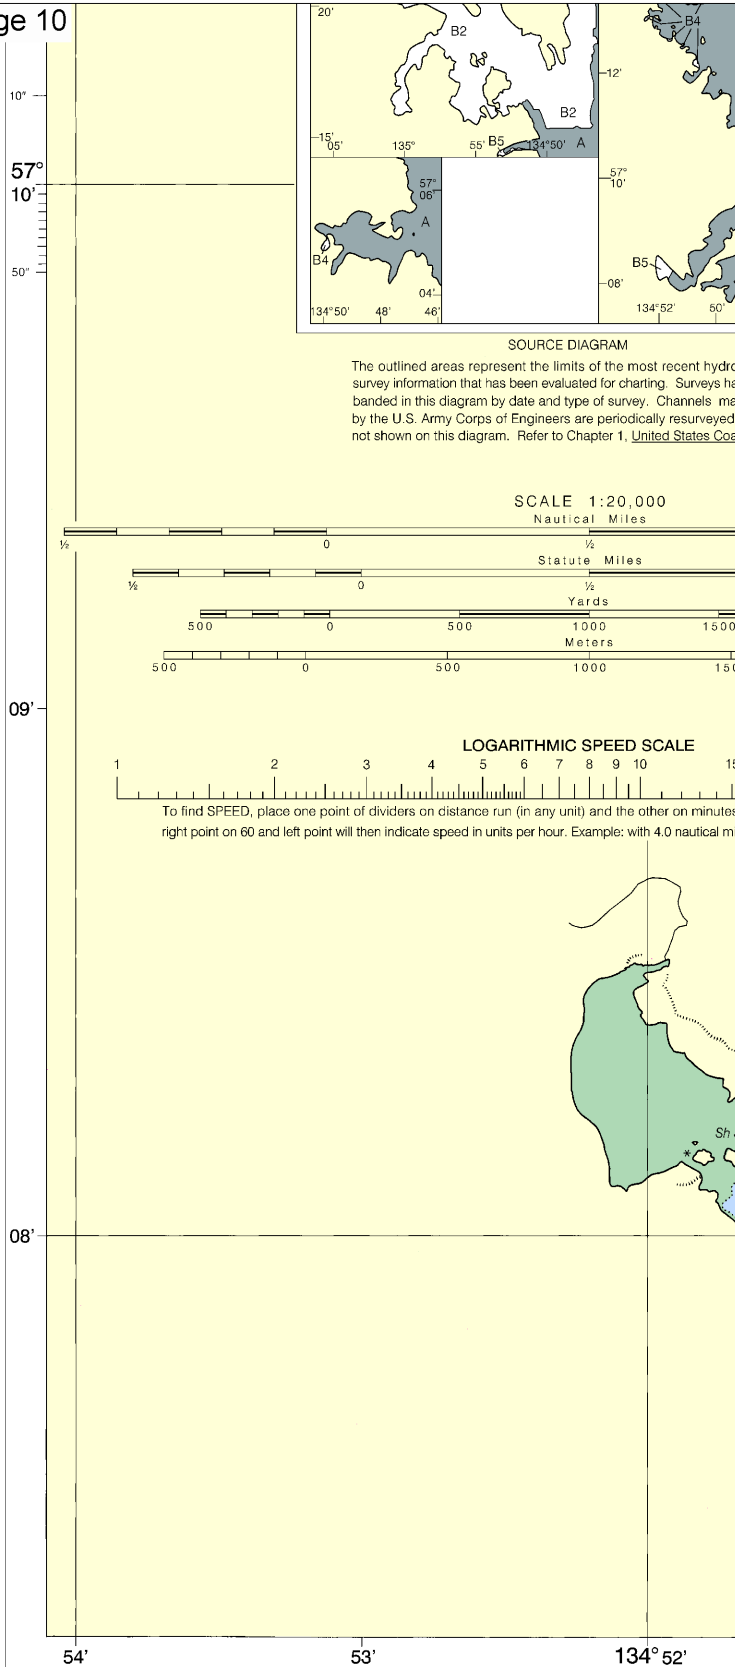 ge 10
20'
B2
B4
12'
10"
B2
15'
B5
A
05'
135°
55'
134°50'
57°
57°
10'
57°
06'
10'
A
B4
B5
50"
04'
08'
134°50'
48'
46'
134°52'
50'
SOURCE DIAGRAM
The outlined areas represent the limits of the most recent hydro
survey information that has been evaluated for charting. Surveys ha
banded in this diagram by date and type of survey. Channels ma
by the U.S. Army Corps of Engineers are periodically resurveyed
not shown on this diagram. Refer to Chapter 1, United States Coa
SCALE 1:20,000
Nautical Miles
½ 0 ½
Statute Miles
½ 0 ½
Yards
500 0 500 1000 1500
Meters
500 0 500 1000 150
09'
LOGARITHMIC SPEED SCALE
1 2 3 4 5 6 7 8 9 10 15
To find SPEED, place one point of dividers on distance run (in any unit) and the other on minutes
right point on 60 and left point will then indicate speed in units per hour. Example: with 4.0 nautical mi
Sh
08'
54' 53' 134°52'